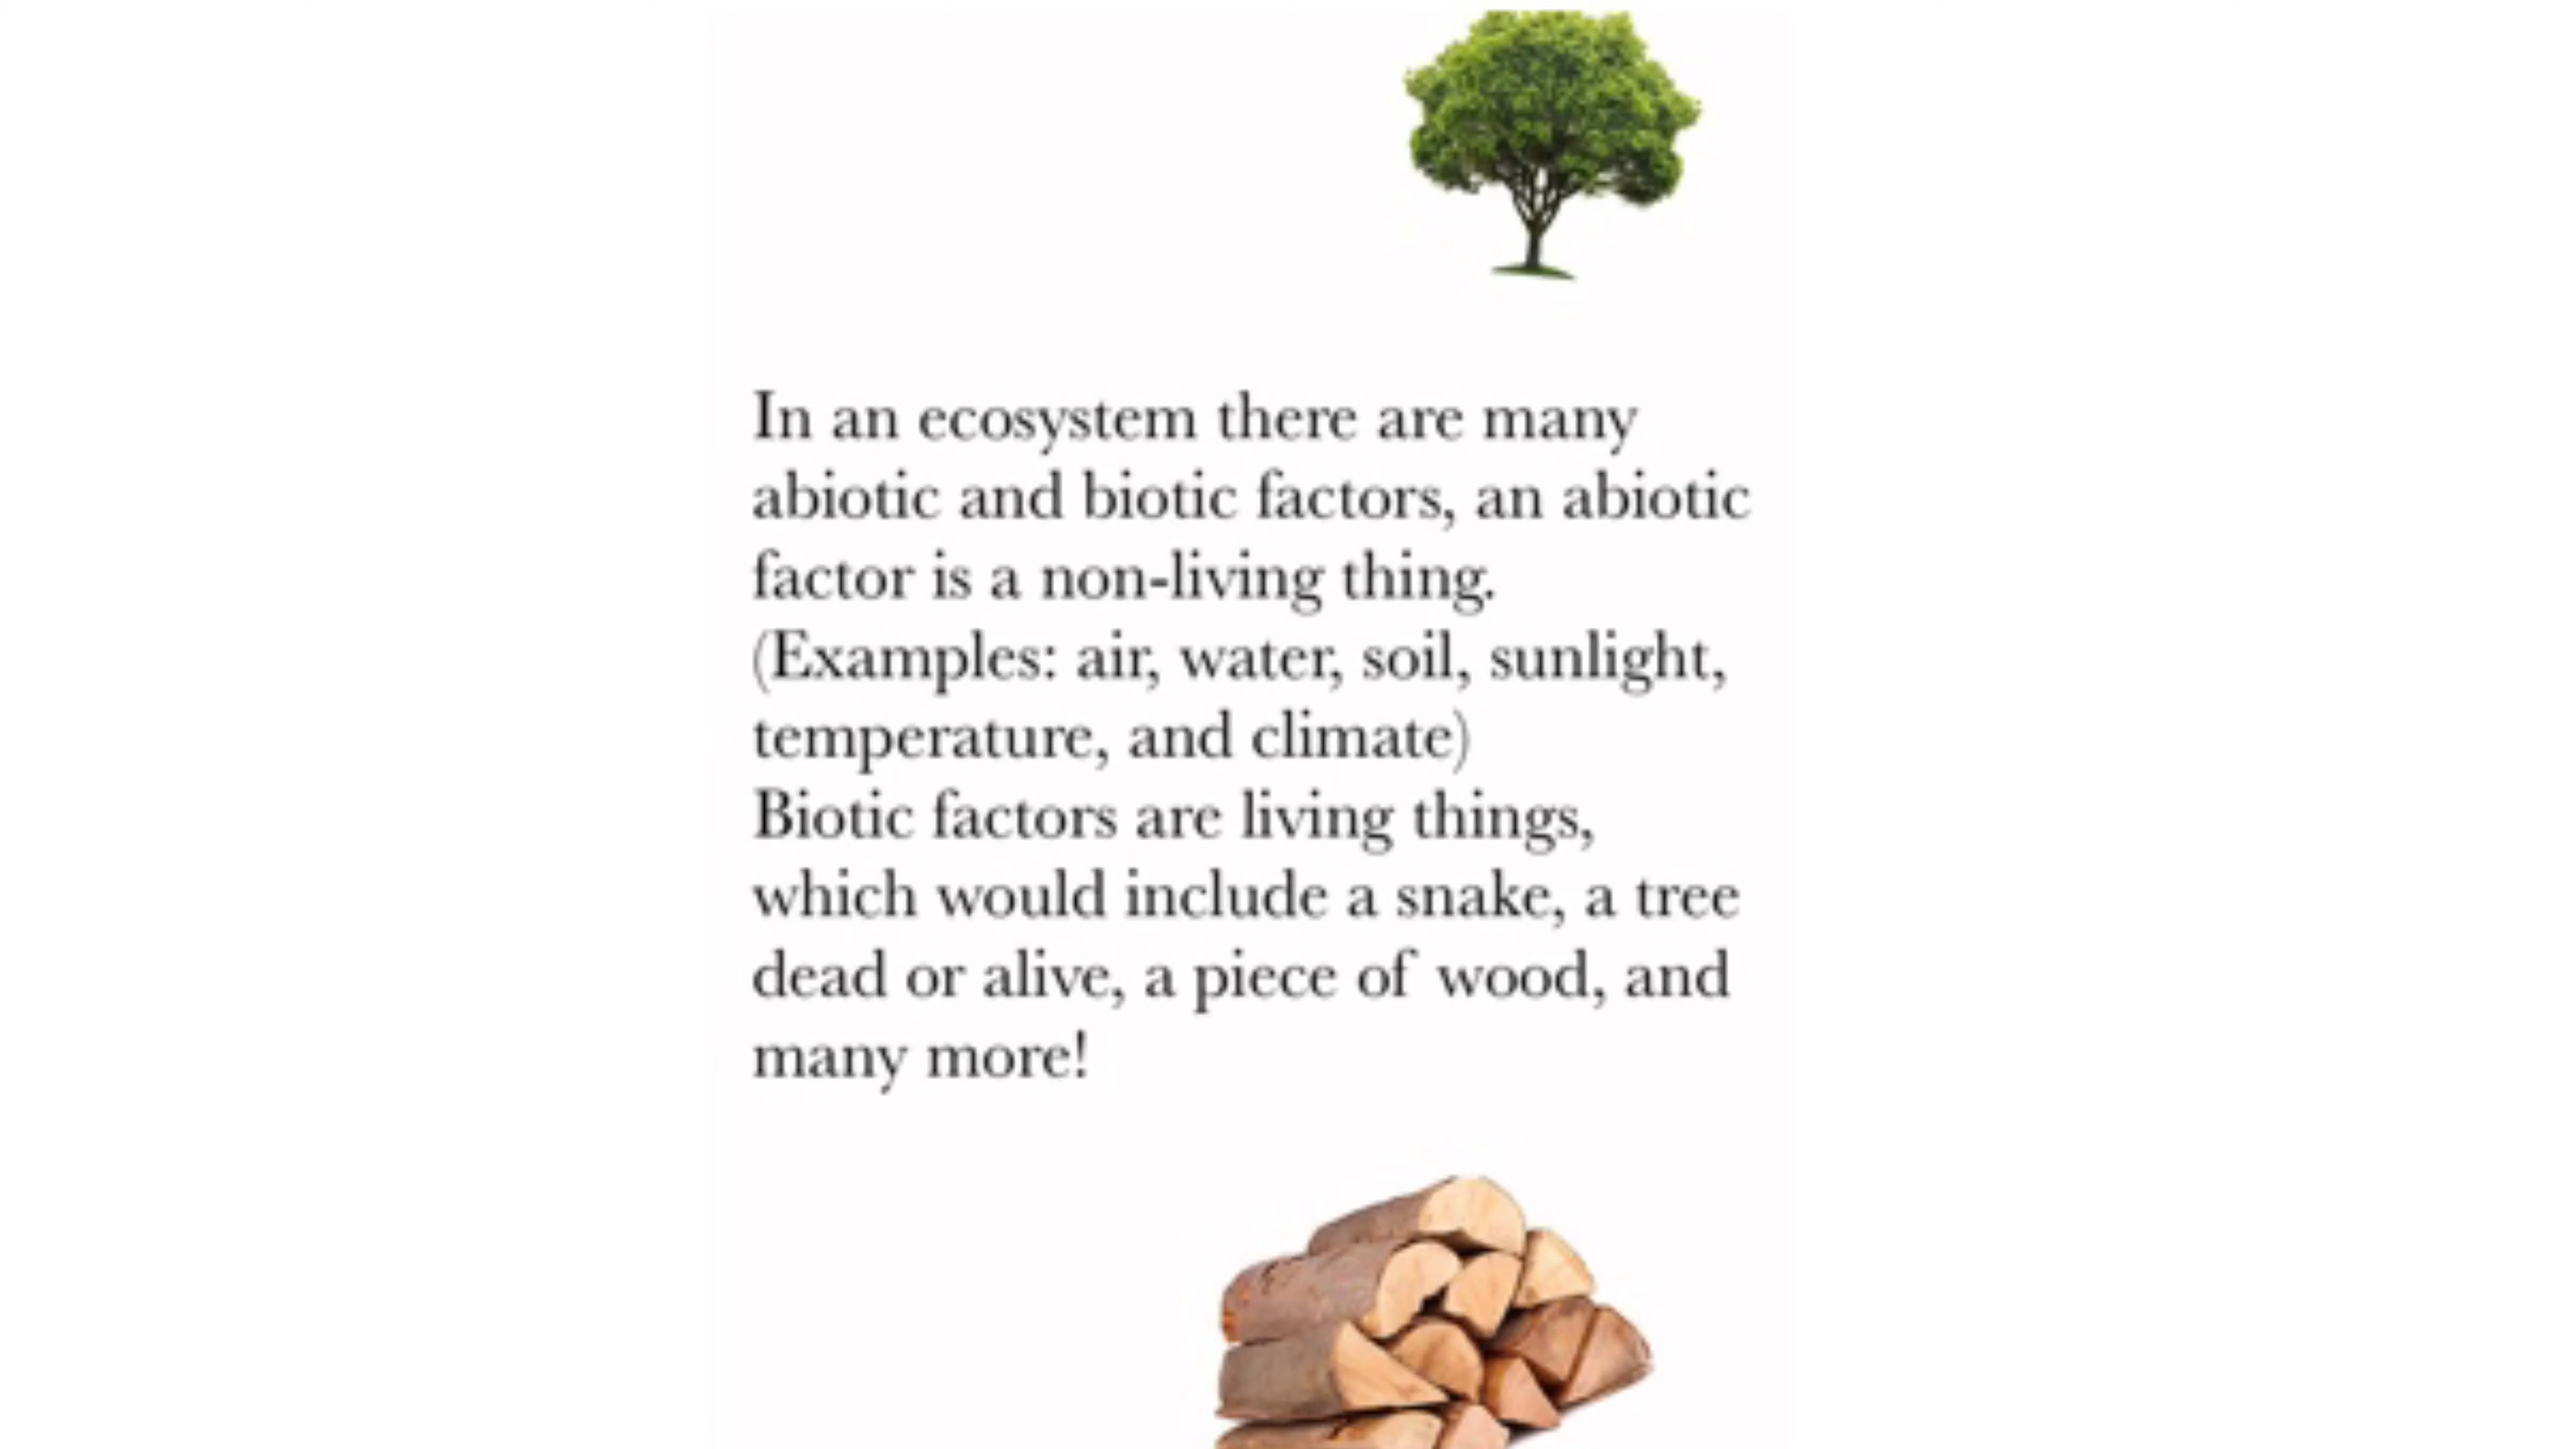 In an ecosystem there are many
abiotic and biotic factors, an abiotic
factor is a non-living thing.
(Examples: air, water, soil, sunlight,
temperature, and climate)
Biotic factors are living things,
which would include a snake, a tree
dead or alive, a piece of wood, and
many more!